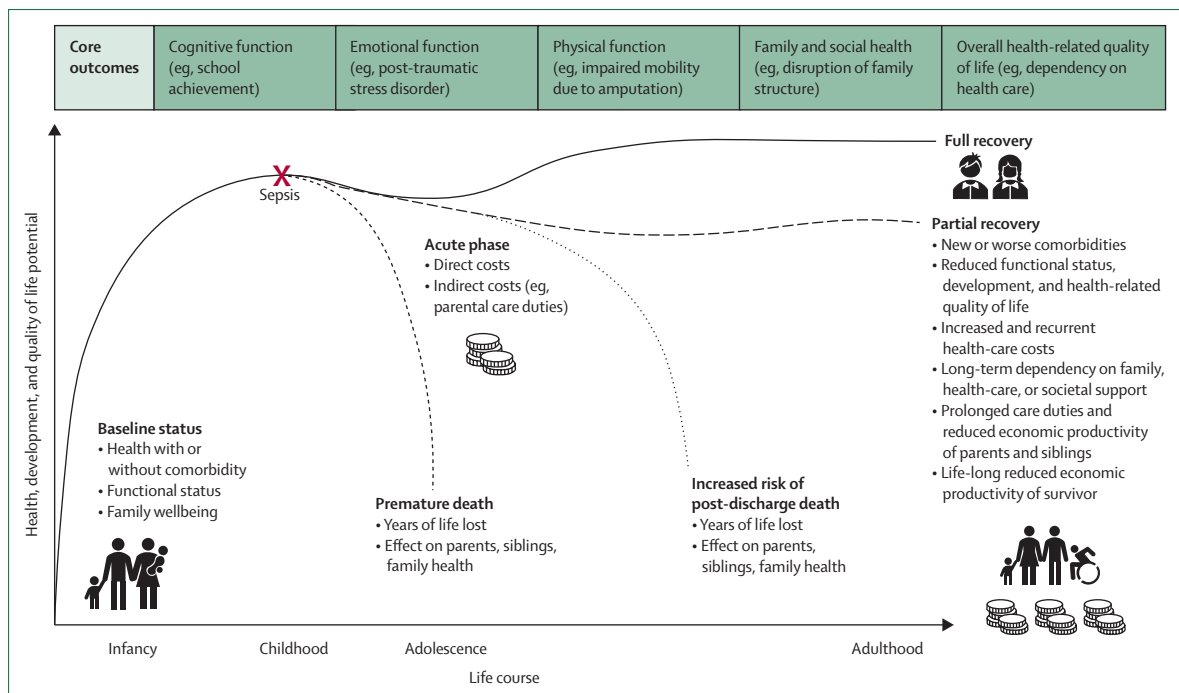 Core
outcomes
Cognitive function
(eg, school
achievement)
Emotional function
(eg, post-traumatic
stress disorder)
Physical function
(eg, impaired mobility
due to amputation)
Family and social health
(eg, disruption of family
structure)
Overall health-related quality
of life (eg, dependency on
health care)
Health, development, and quality of life potential
X
Sepsis
Full recovery
Partial recovery
• New or worse comorbidities
• Reduced functional status,
development, and health-related
quality of life
• Increased and recurrent
health-care costs
• Long-term dependency on family,
health-care, or societal support
• Prolonged care duties and
reduced economic productivity
of parents and siblings
• Life-long reduced economic
productivity of survivor
Acute phase
• Direct costs
• Indirect costs (eg,
parental care duties)
Baseline status
• Health with or
without comorbidity
• Functional status
• Family wellbeing
Premature death
• Years of life lost
• Effect on parents, siblings,
family health
Increased risk of
post-discharge death
• Years of life lost
• Effect on parents,
siblings, family health
Infancy
Childhood
Adolescence
Adulthood
Life course